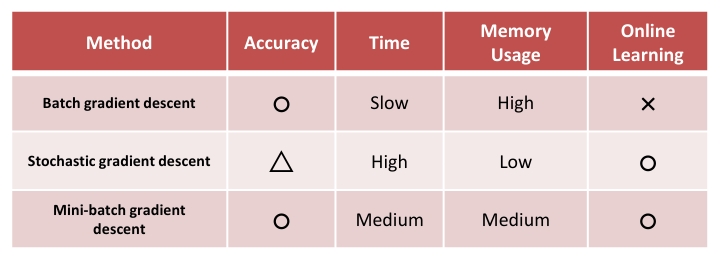 Method Accuracy Time Memory Usage Online Learning
Batch gradient descent ○ Slow High ×
Stochastic gradient descent △ High Low ○
Mini-batch gradient descent ○ Medium Medium ○